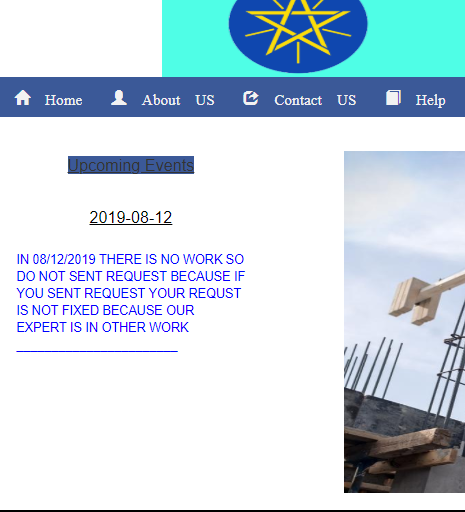 Home About US Contact US Help
Upcoming Events
2019-08-12
IN 08/12/2019 THERE IS NO WORK SO
DO NOT SENT REQUEST BECAUSE IF
YOU SENT REQUEST YOUR REQUST
IS NOT FIXED BECAUSE OUR
EXPERT IS IN OTHER WORK